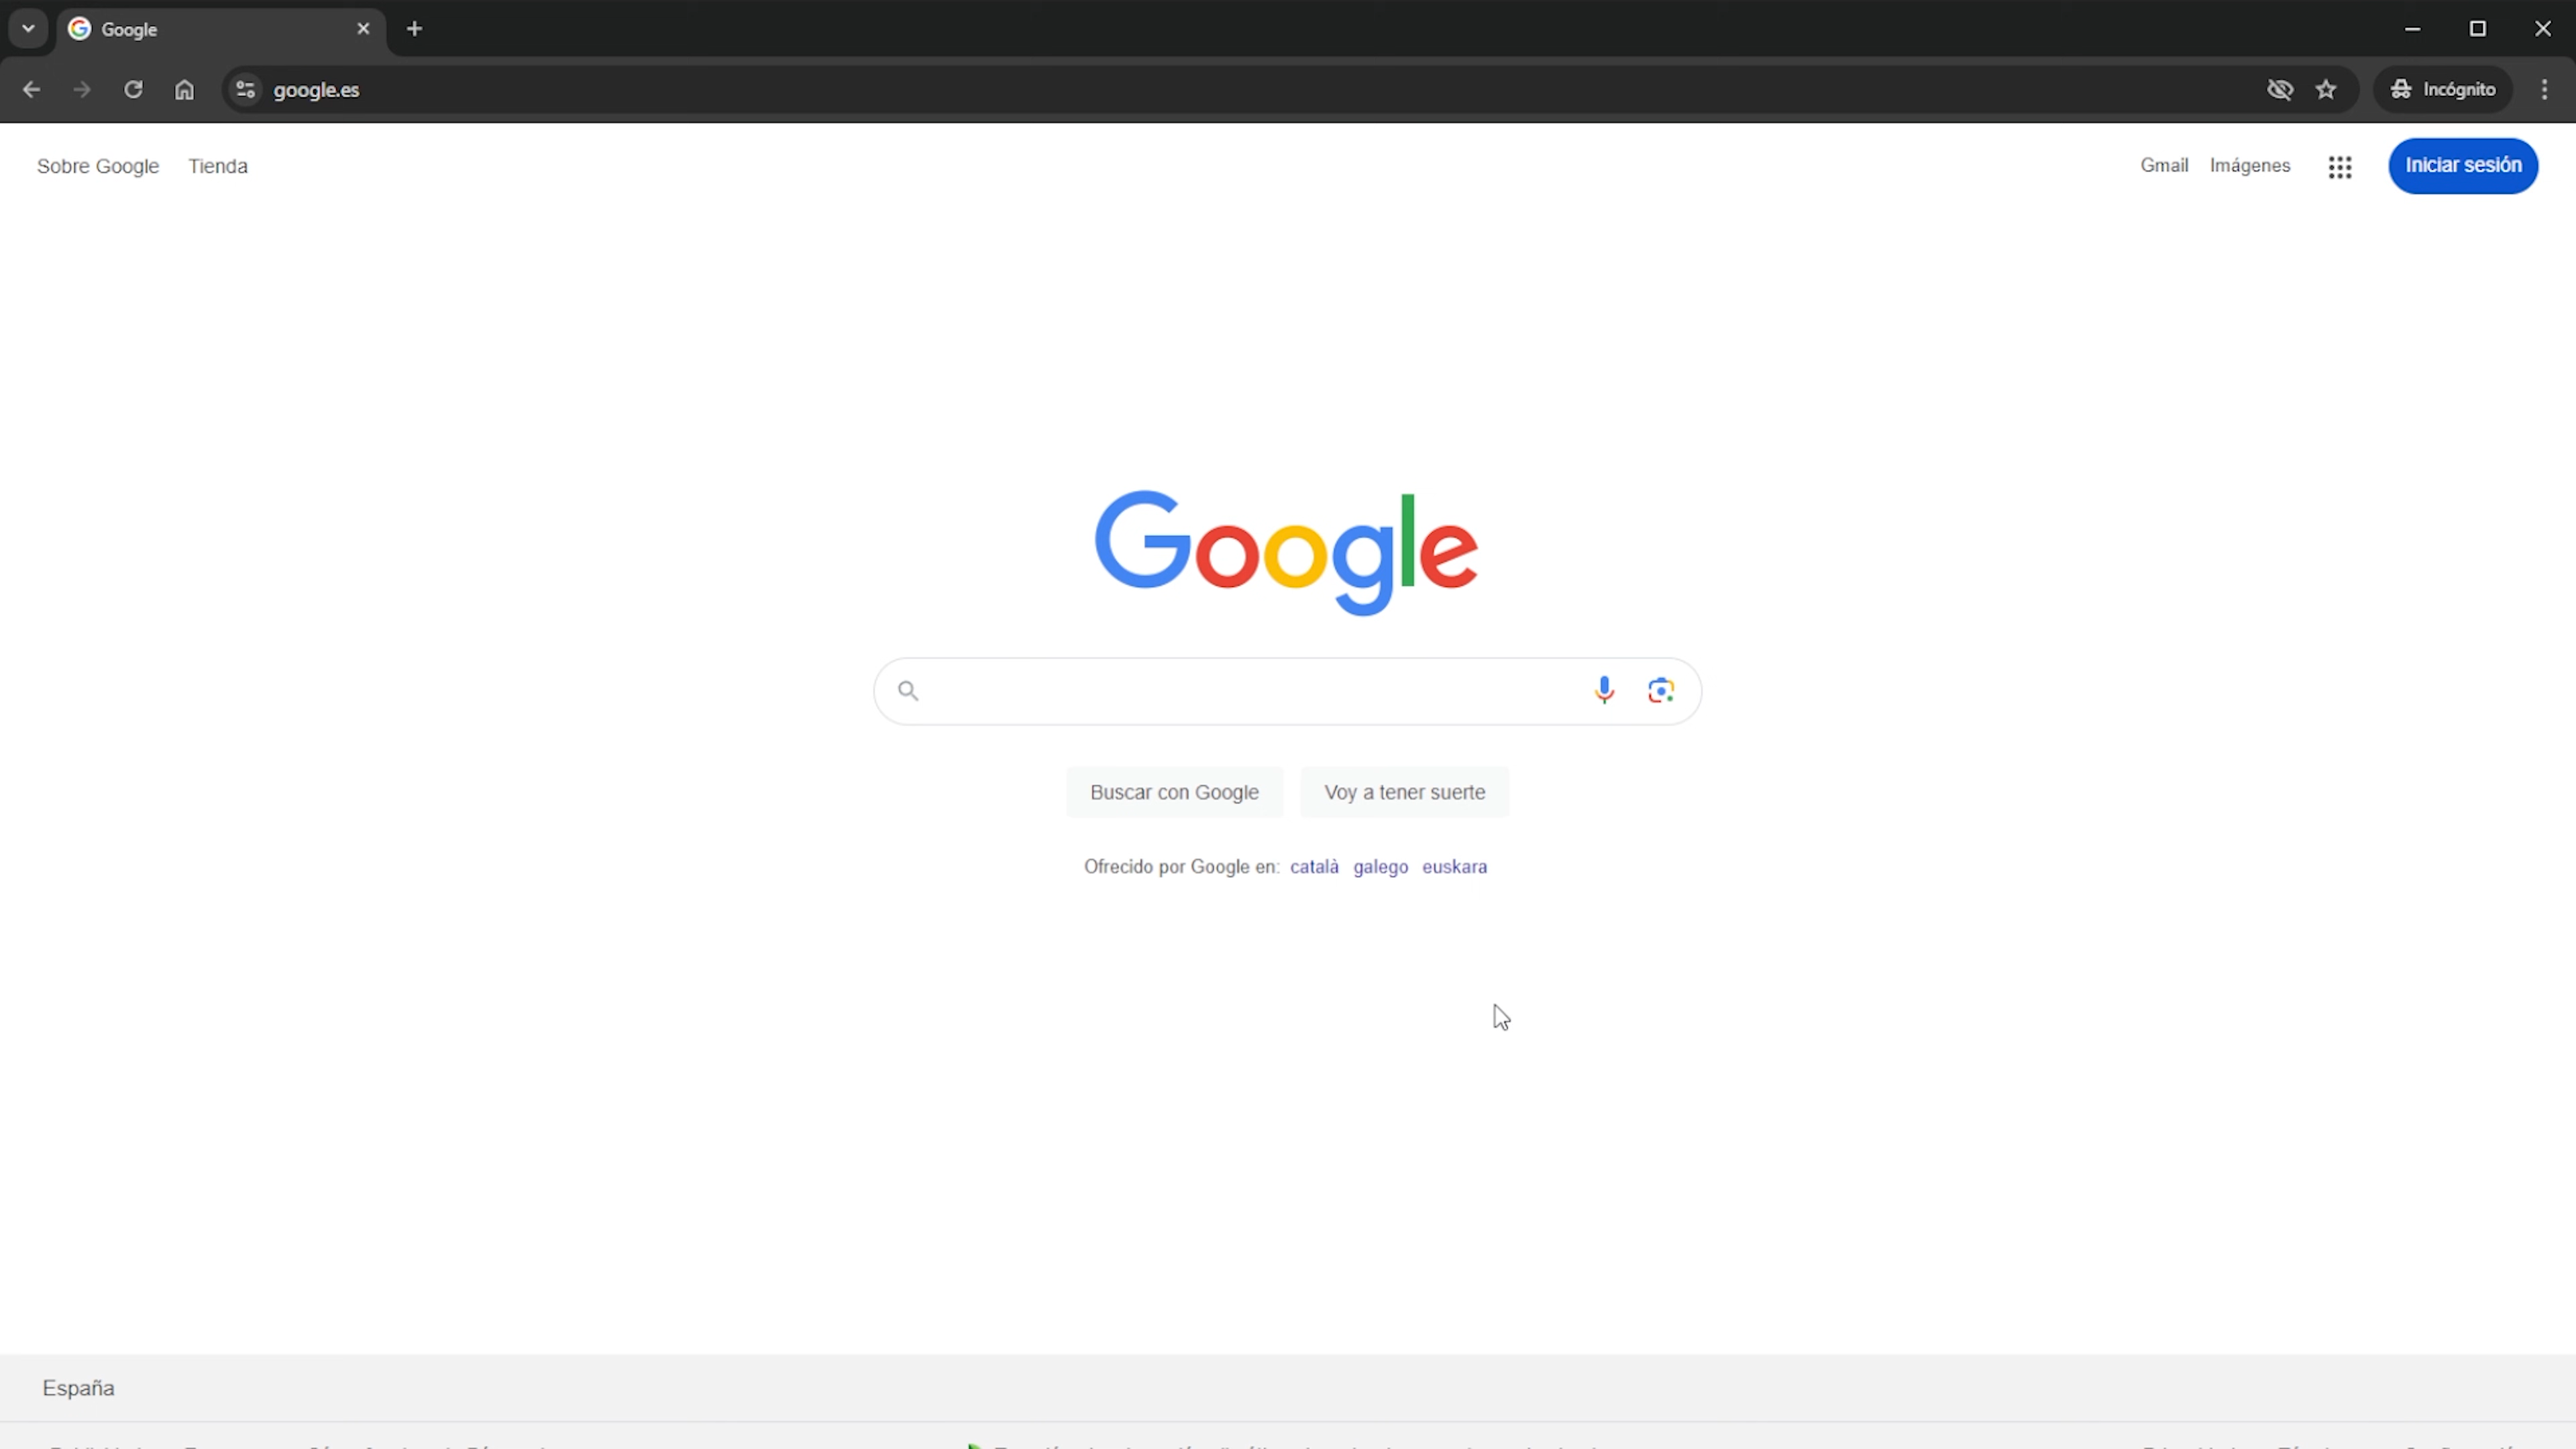 Google
google.es
Incógnito
Sobre Google Tienda
Gmail Imágenes Iniciar sesión
Google
Buscar con Google Voy a tener suerte
Ofrecido por Google en: català galego euskara
España